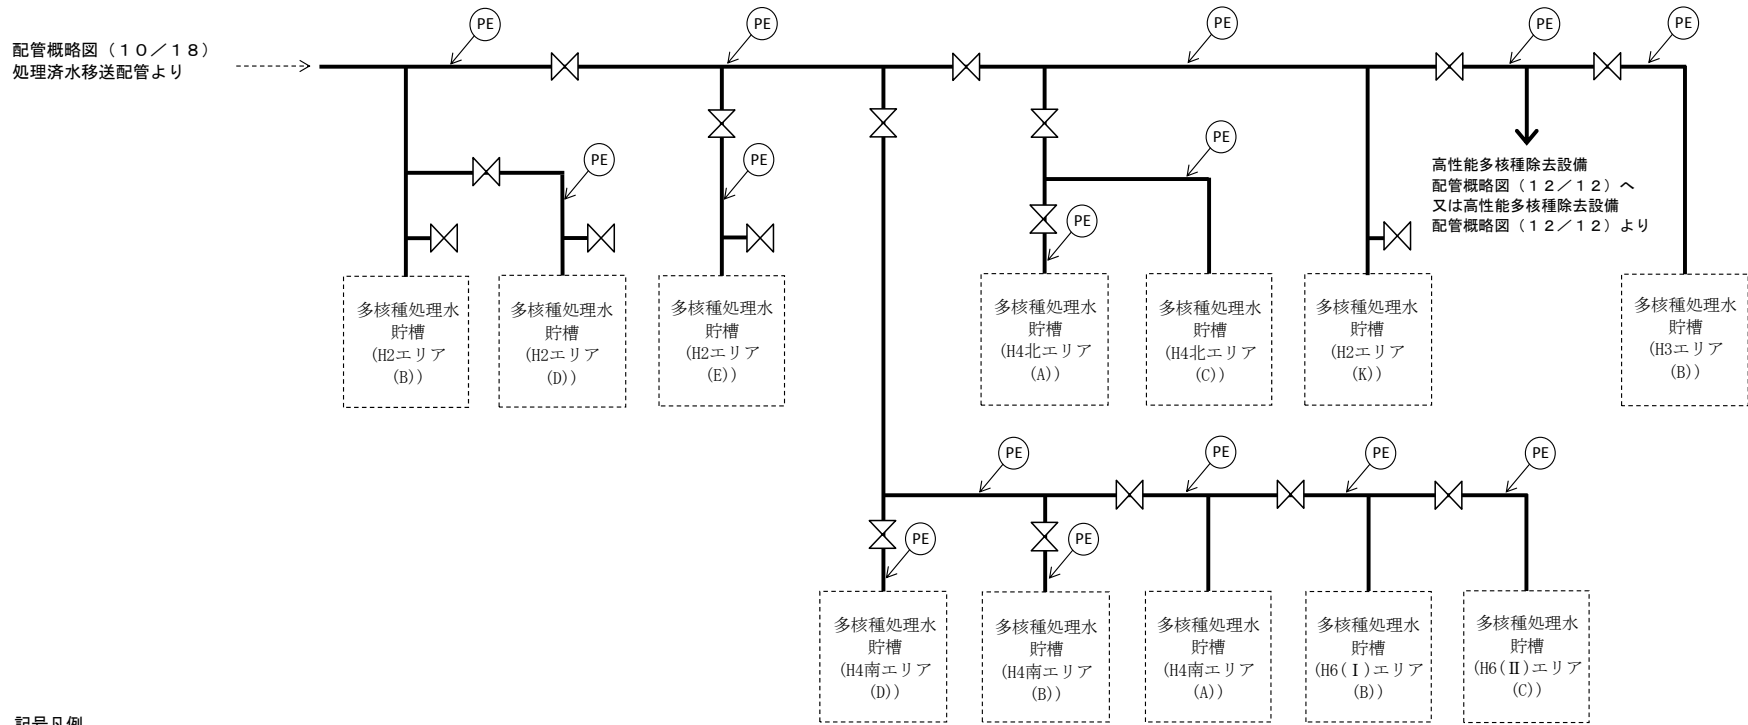 配管概略図（１０／１８）
処理済水移送配管より
PE
PE
PE
PE
PE
PE
PE
PE
PE
高性能多核種除去設備
配管概略図（１２／１２）へ
又は高性能多核種除去設備
配管概略図（１２／１２）より
多核種処理水
貯槽
(H2エリア
(B))
多核種処理水
貯槽
(H2エリア
(D))
多核種処理水
貯槽
(H2エリア
(E))
多核種処理水
貯槽
(H4北エリア
(A))
多核種処理水
貯槽
(H4北エリア
(C))
多核種処理水
貯槽
(H2エリア
(K))
多核種処理水
貯槽
(H3エリア
(B))
PE
PE
PE
PE
PE
PE
多核種処理水
貯槽
(H4南エリア
(D))
多核種処理水
貯槽
(H4南エリア
(B))
多核種処理水
貯槽
(H4南エリア
(A))
多核種処理水
貯槽
(H6(Ⅰ)エリア
(B))
多核種処理水
貯槽
(H6(Ⅱ)エリア
(C))
記号凡例